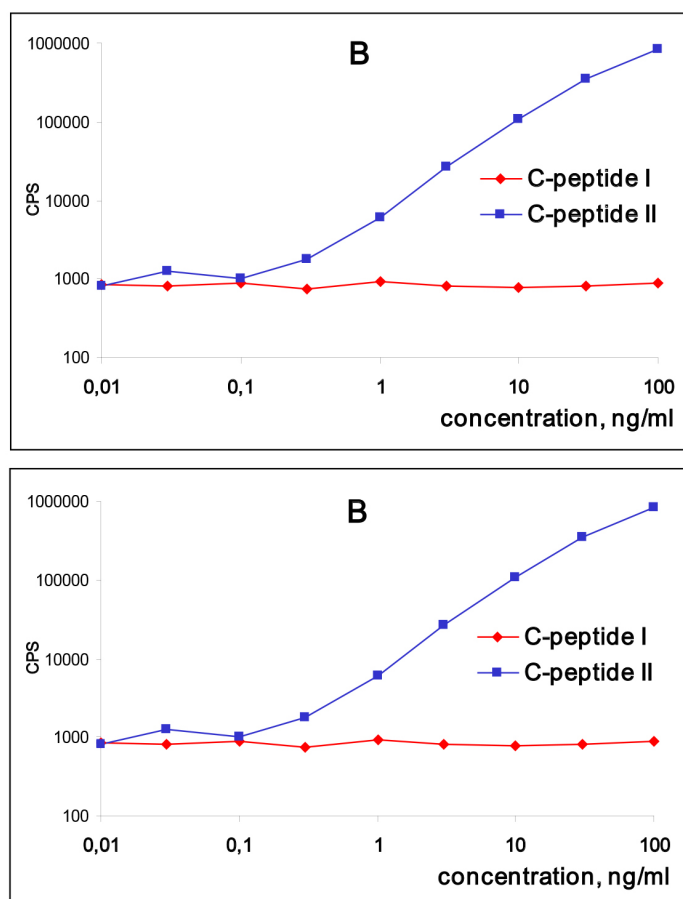 B
1000000
100000
10000
1000
100
CPS
C-peptide I
C-peptide II
0,01 0,1 1 10 100
concentration, ng/ml
B
1000000
100000
10000
1000
100
CPS
C-peptide I
C-peptide II
0,01 0,1 1 10 100
concentration, ng/ml